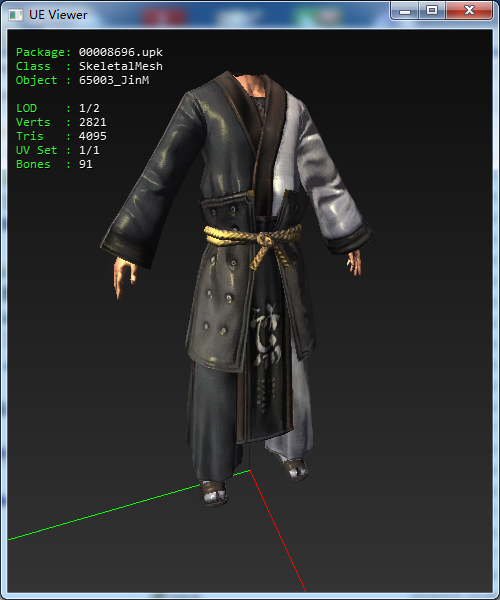 UE Viewer
Package: 00008696.upk
Class : SkeletalMesh
Object : 65003_JinM
LOD : 1/2
Verts : 2821
Tris : 4095
UV Set : 1/1
Bones : 91